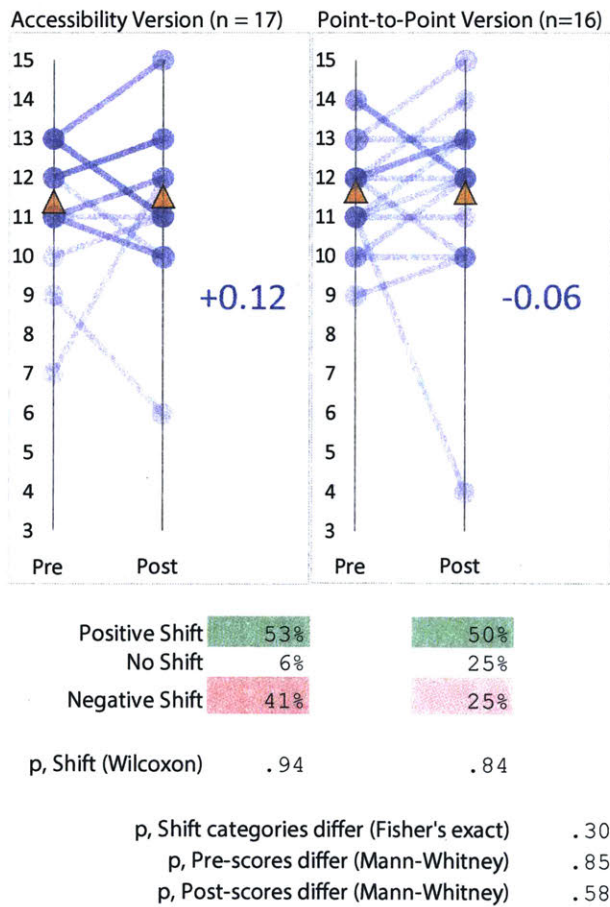 Accessibility Version (n = 17) Point-to-Point Version (n=16)
15 15
14 14
13 13
12 12
11 11
10 10
9 9
8 8
7 7
6 6
5 5
4 4
3 3
+0.12 -0.06
Pre Post Pre Post
Positive Shift 53% 50%
No Shift 6% 25%
Negative Shift 41% 25%
p, Shift (Wilcoxon) .94 .84
p, Shift categories differ (Fisher's exact) .30
p, Pre-scores differ (Mann-Whitney) .85
p, Post-scores differ (Mann-Whitney) .58